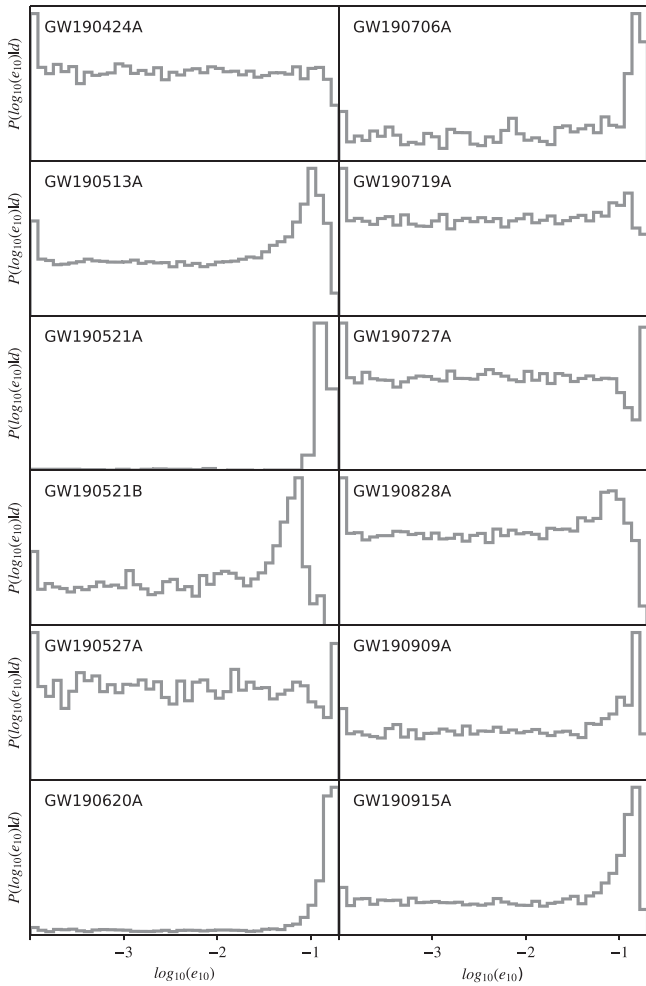 P(log₁₀(e₁₀)|d) GW190424A GW190706A
P(log₁₀(e₁₀)|d) GW190513A GW190719A
P(log₁₀(e₁₀)|d) GW190521A GW190727A
P(log₁₀(e₁₀)|d) GW190521B GW190828A
P(log₁₀(e₁₀)|d) GW190527A GW190909A
P(log₁₀(e₁₀)|d) GW190620A GW190915A
−3 −2 −1 −3 −2 −1
log₁₀(e₁₀) log₁₀(e₁₀)